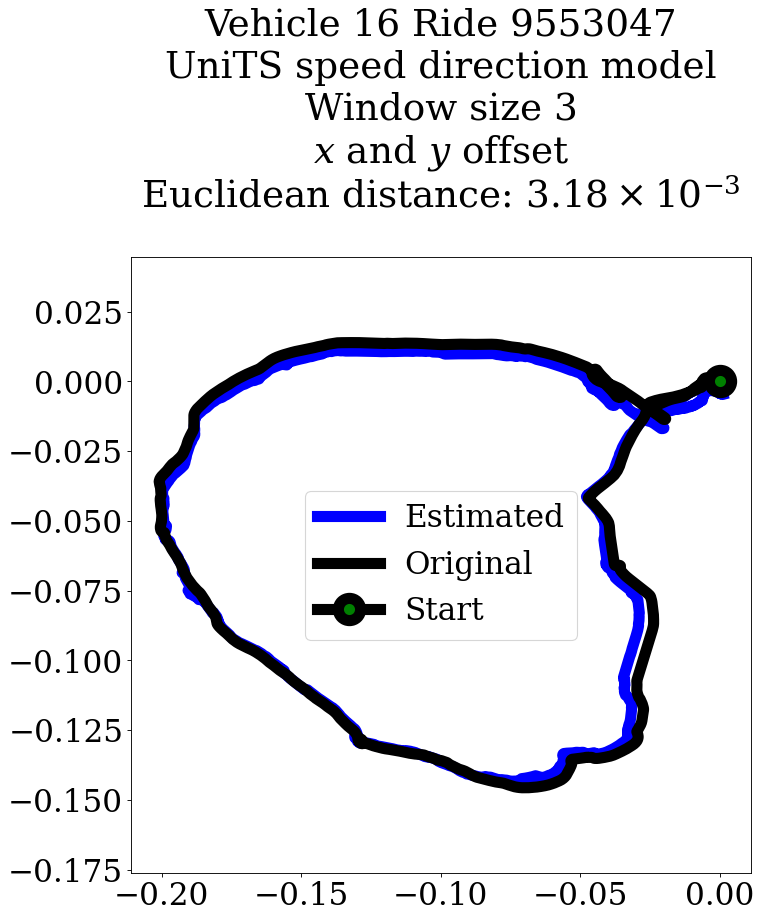 Vehicle 16 Ride 9553047
UniTS speed direction model
Window size 3
x and y offset
Euclidean distance: 3.18 × 10⁻³
0.025
0.000
−0.025
−0.050
−0.075
−0.100
−0.125
−0.150
−0.175
Estimated
Original
Start
−0.20 −0.15 −0.10 −0.05 0.00